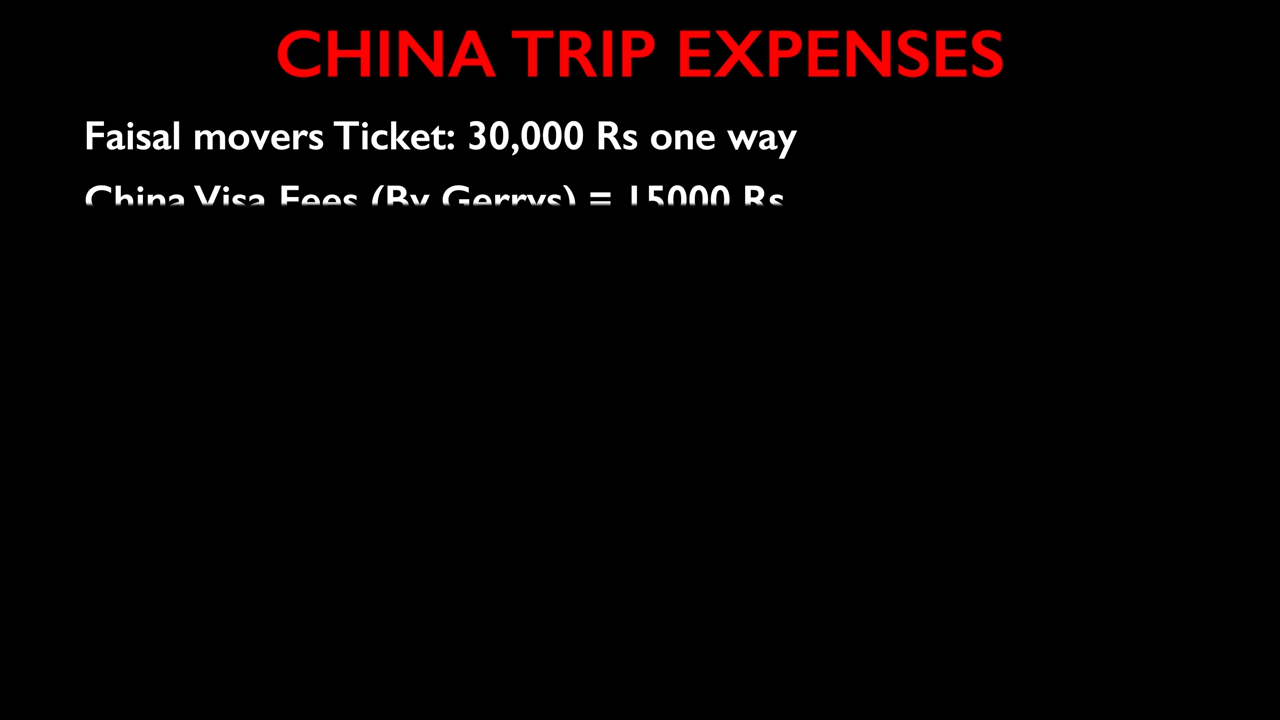 CHINA TRIP EXPENSES
Faisal movers Ticket: 30,000 Rs one way
China Visa Fees (By Gerrys) = 15000 Rs